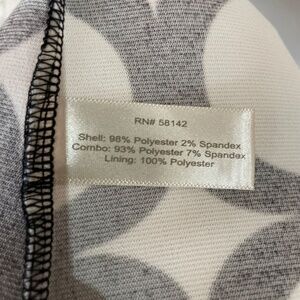 RN# 58142
Shell: 98% Polyester 2% Spandex
Combo: 93% Polyester 7% Spandex
Lining: 100% Polyester